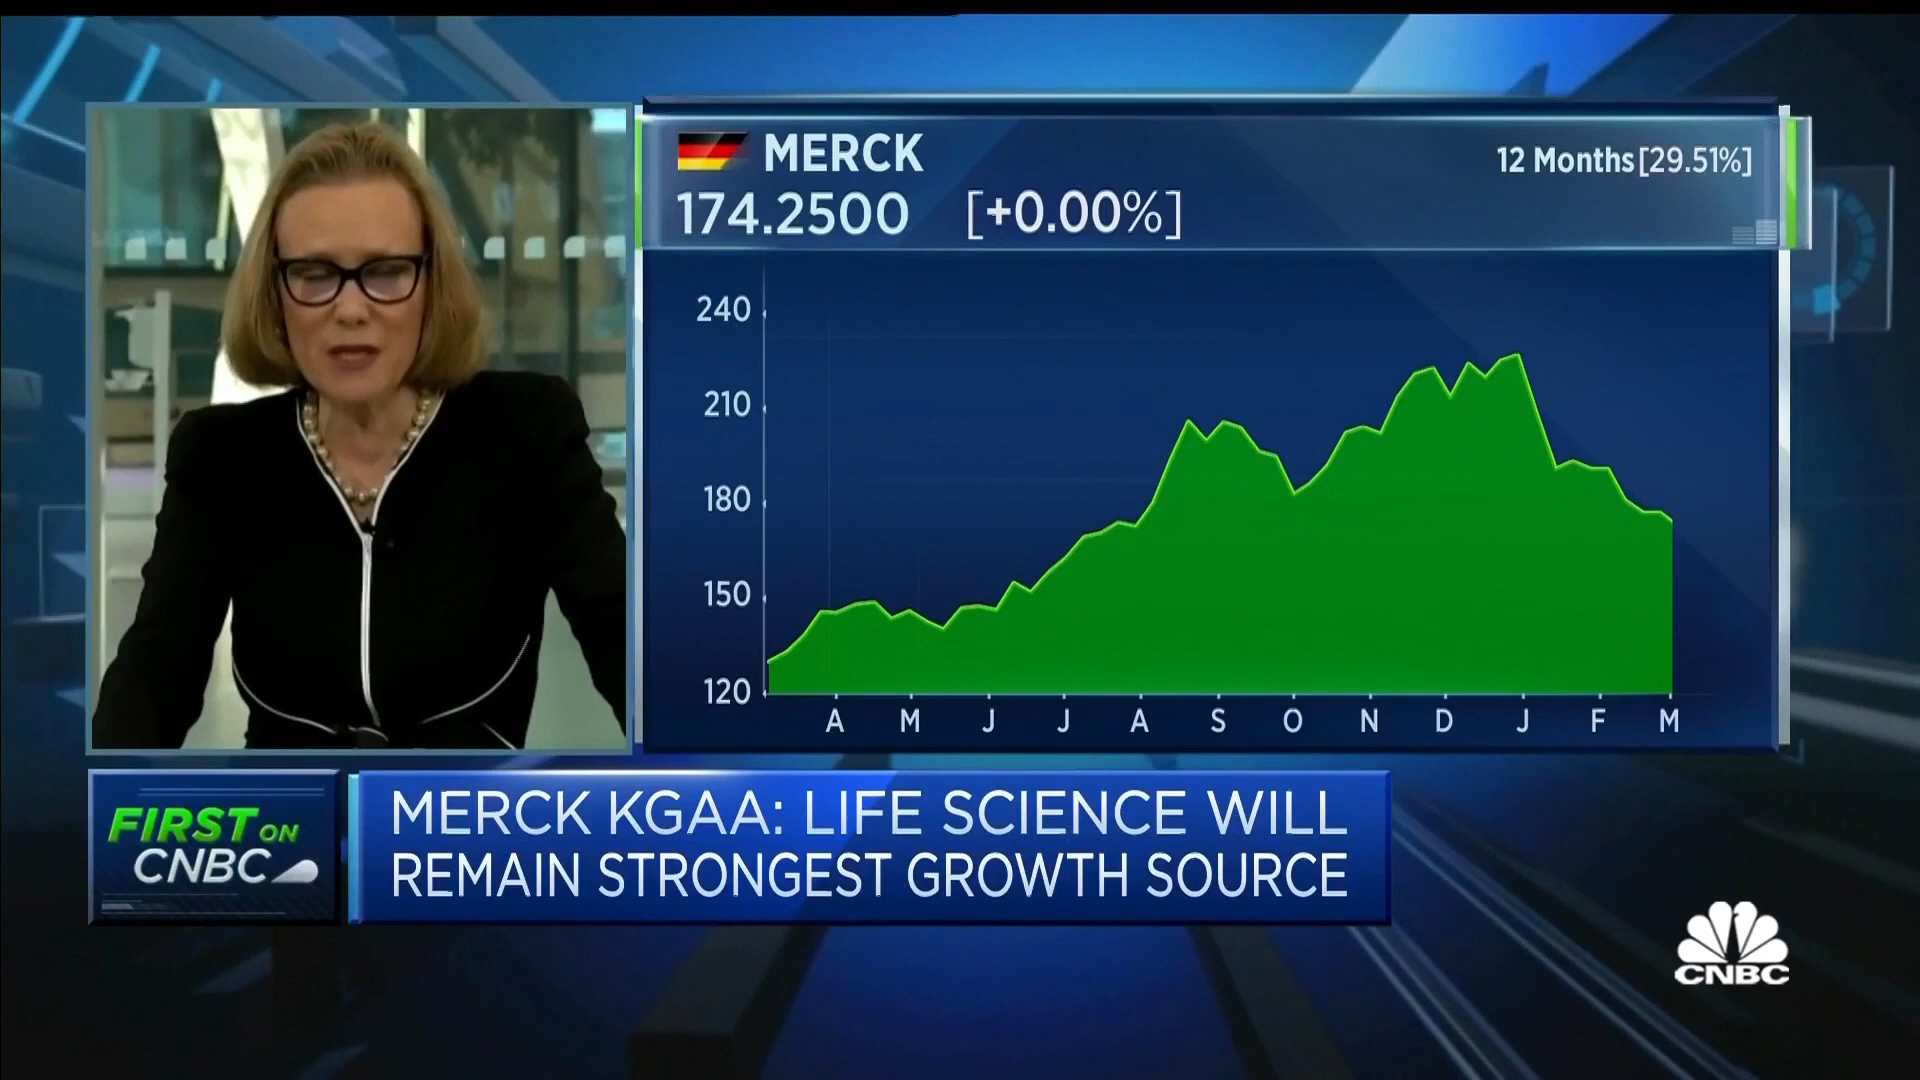 MERCK
174.2500 [+0.00%]
12 Months[29.51%]
240
210
180
150
120
A M J J A S O N D J F M
FIRST ON
CNBC
MERCK KGAA: LIFE SCIENCE WILL
REMAIN STRONGEST GROWTH SOURCE
CNBC